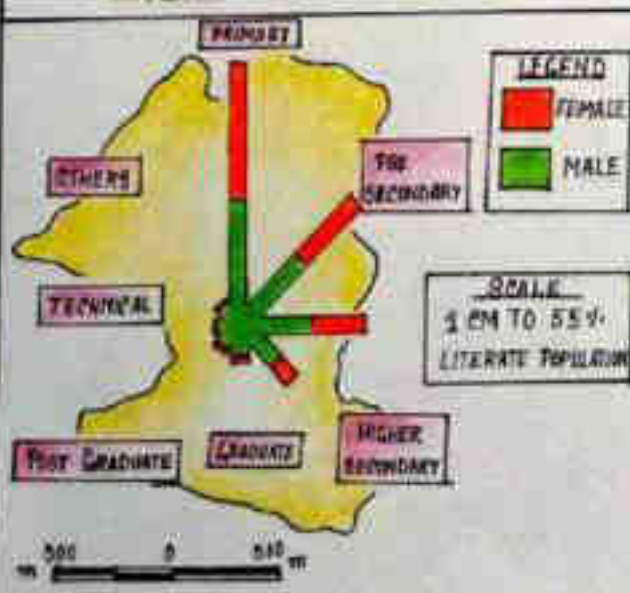 PRIMARY
LEGEND
FEMALE
MALE
OTHERS
SECONDARY
TECHNICAL
SCALE
1 CM TO 5.5 %
LITERATE POPULATION
POST GRADUATE
GRADUATE
HIGHER
SECONDARY
500 0 500
m m